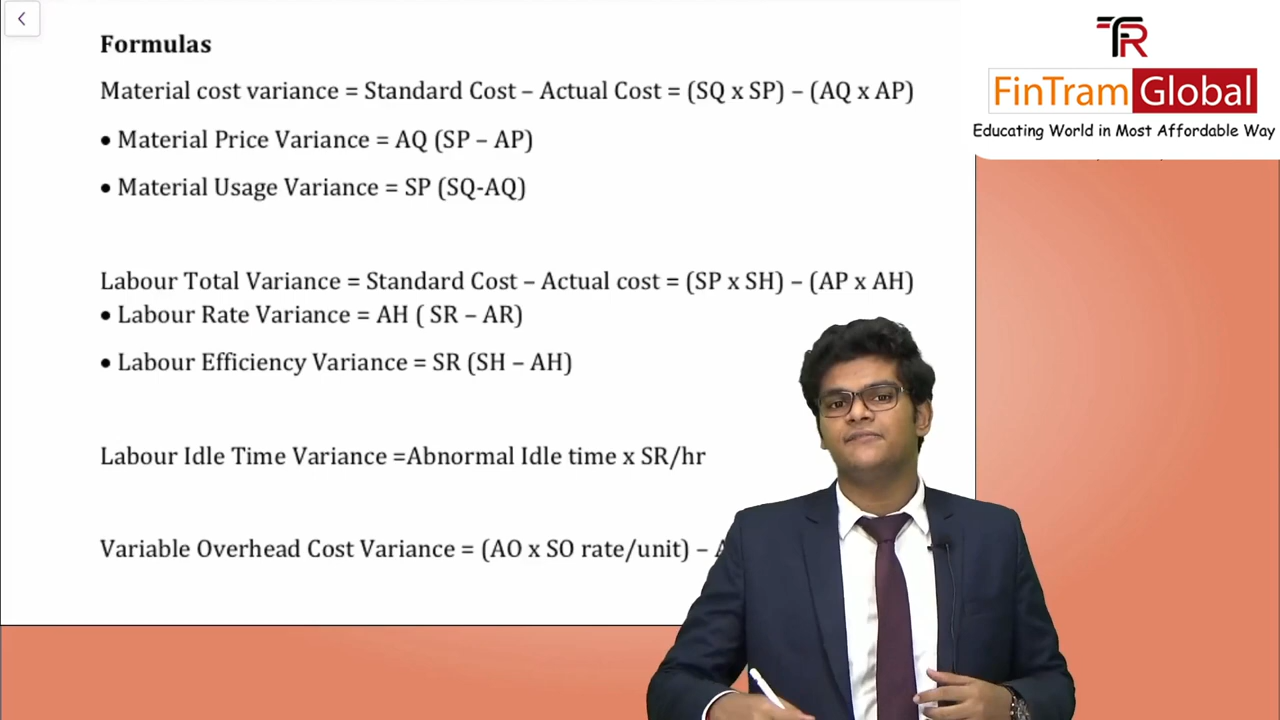 Formulas
Material cost variance = Standard Cost – Actual Cost = (SQ x SP) – (AQ x AP)
• Material Price Variance = AQ (SP – AP)
• Material Usage Variance = SP (SQ-AQ)
Labour Total Variance = Standard Cost – Actual cost = (SP x SH) – (AP x AH)
• Labour Rate Variance = AH ( SR – AR)
• Labour Efficiency Variance = SR (SH – AH)
Labour Idle Time Variance =Abnormal Idle time x SR/hr
Variable Overhead Cost Variance = (AO x SO rate/unit) –
TR
FinTram Global
Educating World in Most Affordable Way